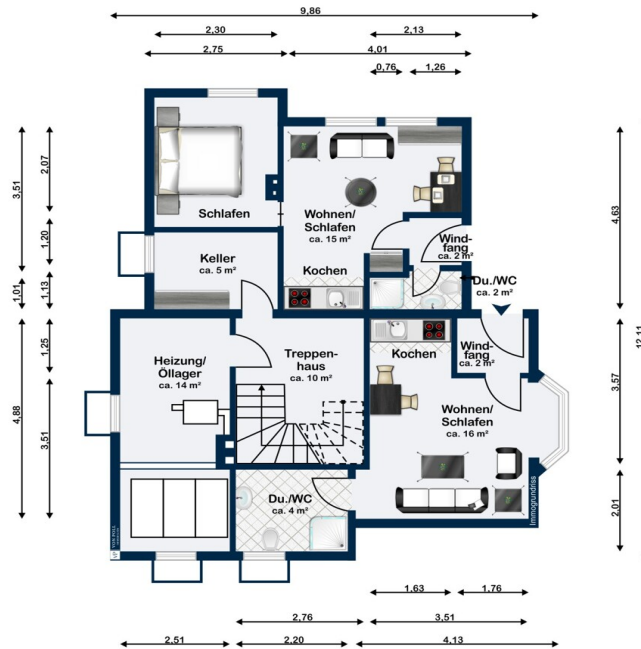 9,86
2,30
2,13
2,75
4,01
0,76
1,26
3,51
2,07
4,63
Schlafen
Wohnen/
Schlafen
ca. 15 m²
1,20
Wind-
fang
ca. 2 m²
Keller
ca. 5 m²
Kochen
1,01
1,13
Du./WC
ca. 2 m²
12,11
1,25
Heizung/
Öllager
ca. 14 m²
Treppen-
haus
ca. 10 m²
Kochen
Wind-
fang
ca. 2 m²
3,57
4,88
3,51
Wohnen/
Schlafen
ca. 16 m²
Du./WC
ca. 4 m²
2,01
Immogrundriss
VP
1,63
1,76
2,76
3,51
2,51
2,20
4,13